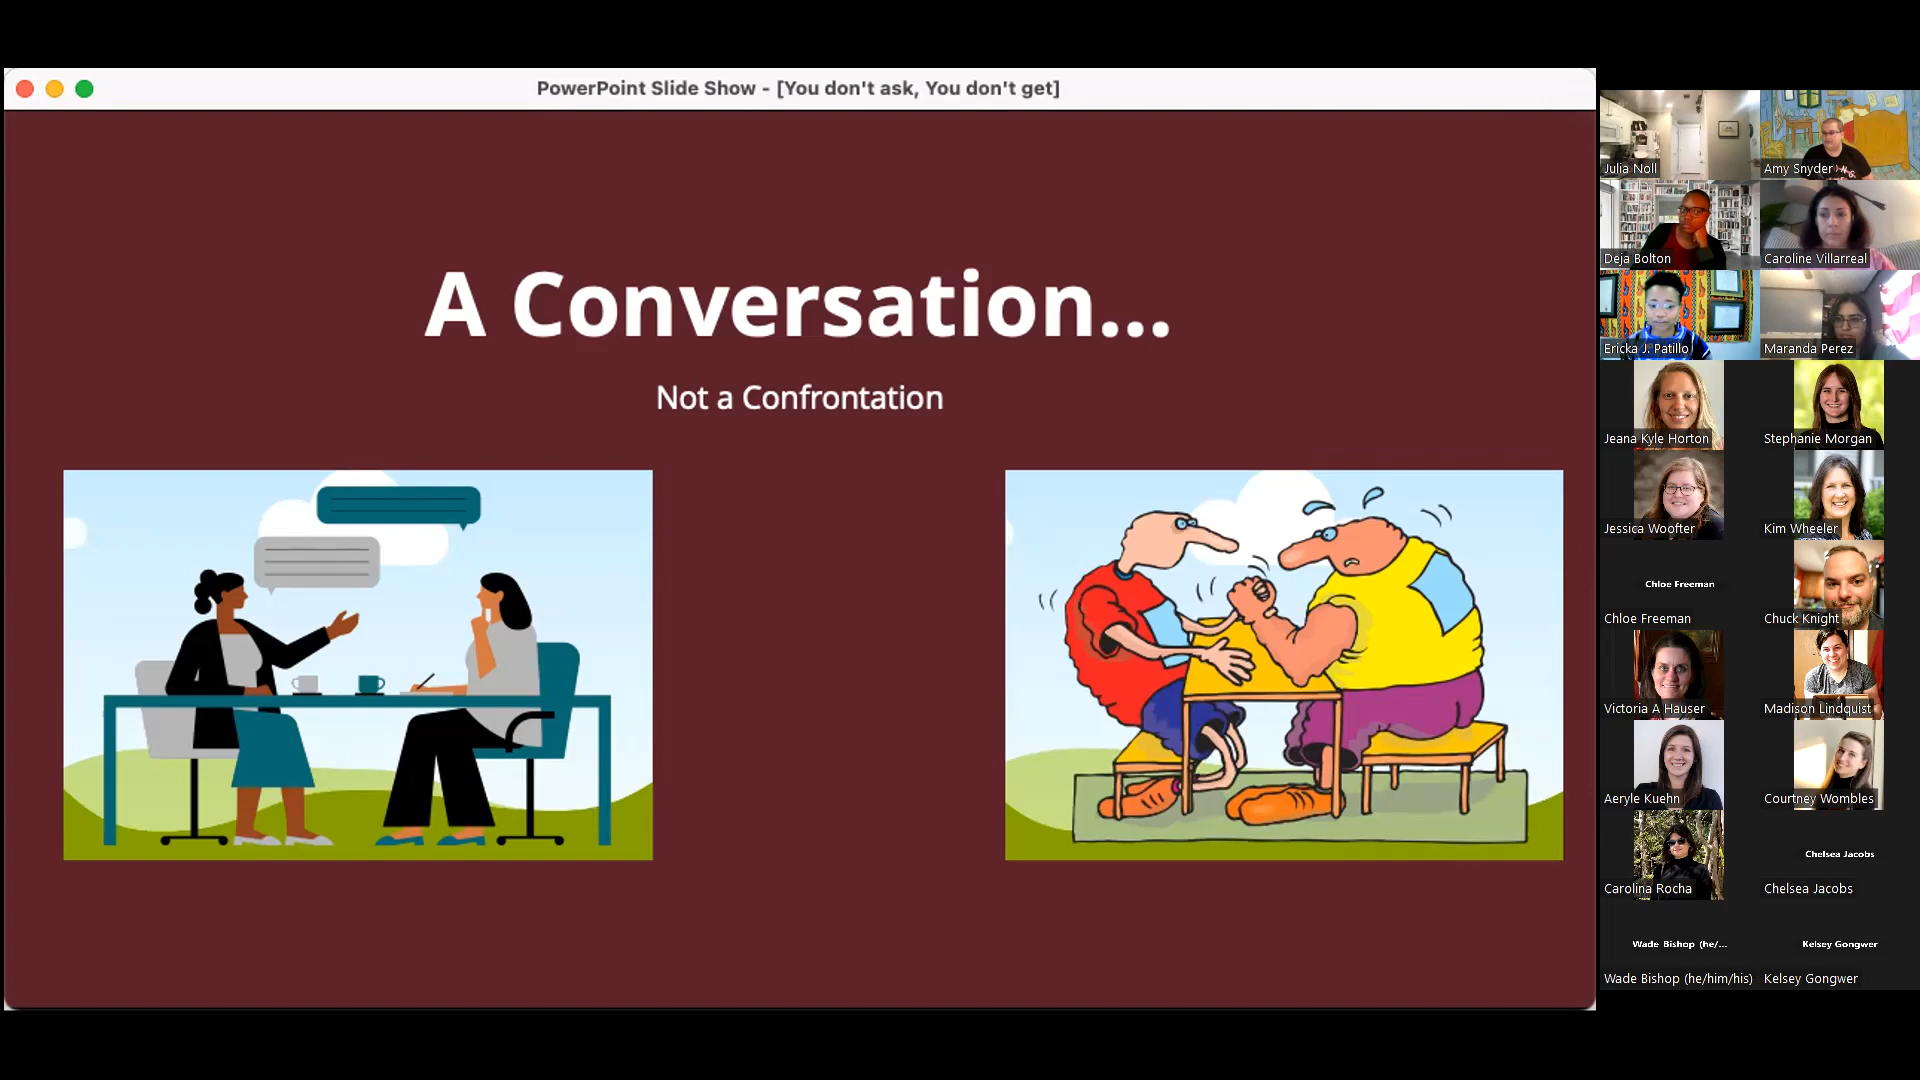 PowerPoint Slide Show - [You don't ask, You don't get]
A Conversation...
Not a Confrontation
Julia Noll
Amy Snyder
Deja Bolton
Caroline Villarreal
Ericka J. Patillo
Maranda Perez
Jeana Kyle Horton
Stephanie Morgan
Jessica Woofter
Kim Wheeler
Chloe Freeman
Chloe Freeman
Chuck Knight
Victoria A Hauser
Madison Lindquist
Aeryle Kuehn
Courtney Wombles
Carolina Rocha
Chelsea Jacobs
Chelsea Jacobs
Wade Bishop (he/...
Kelsey Gongwer
Wade Bishop (he/him/his)
Kelsey Gongwer